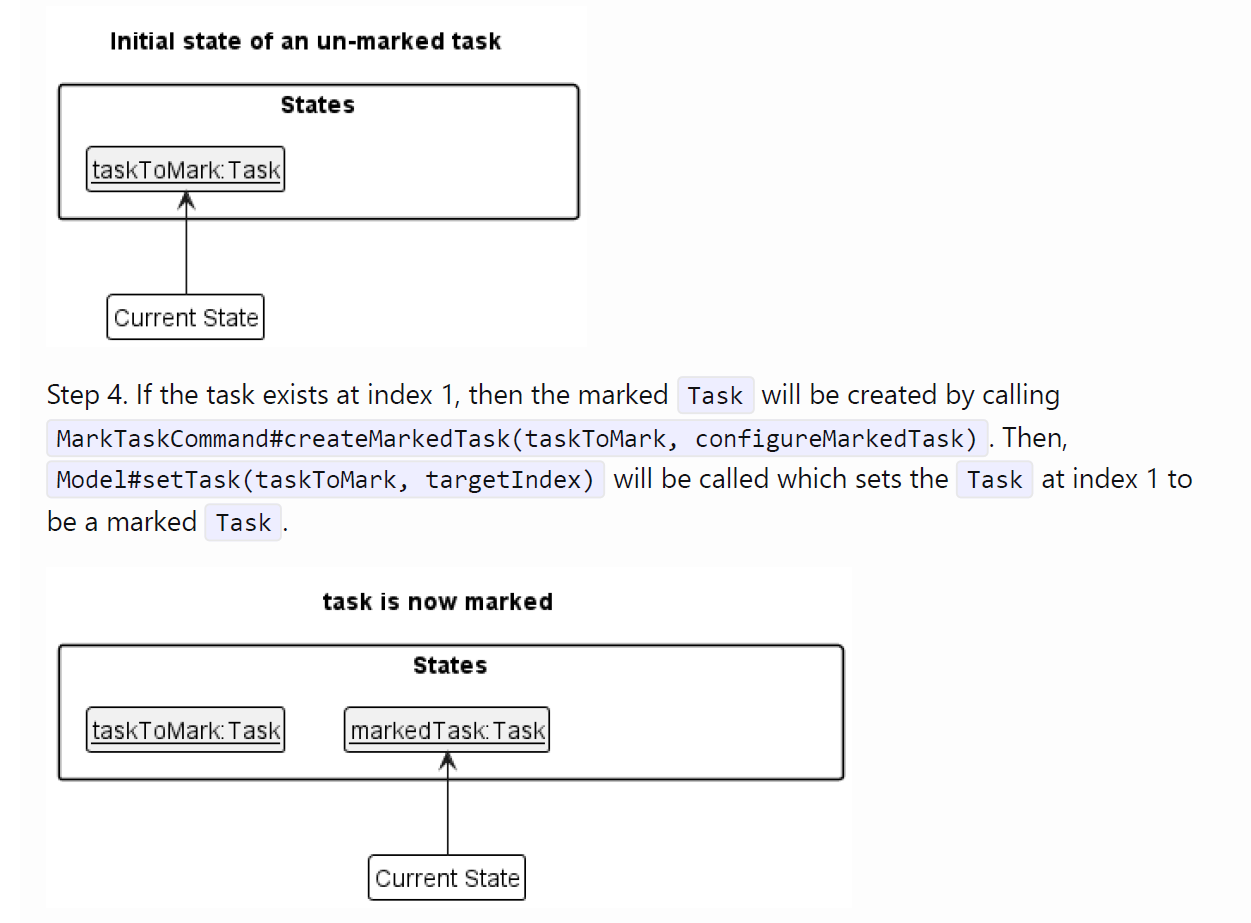 Initial state of an un-marked task
States
taskToMark:Task
Current State
Step 4. If the task exists at index 1, then the marked Task will be created by calling
MarkTaskCommand#createMarkedTask(taskToMark, configureMarkedTask). Then,
Model#setTask(taskToMark, targetIndex) will be called which sets the Task at index 1 to
be a marked Task.
task is now marked
States
taskToMark:Task markedTask:Task
Current State